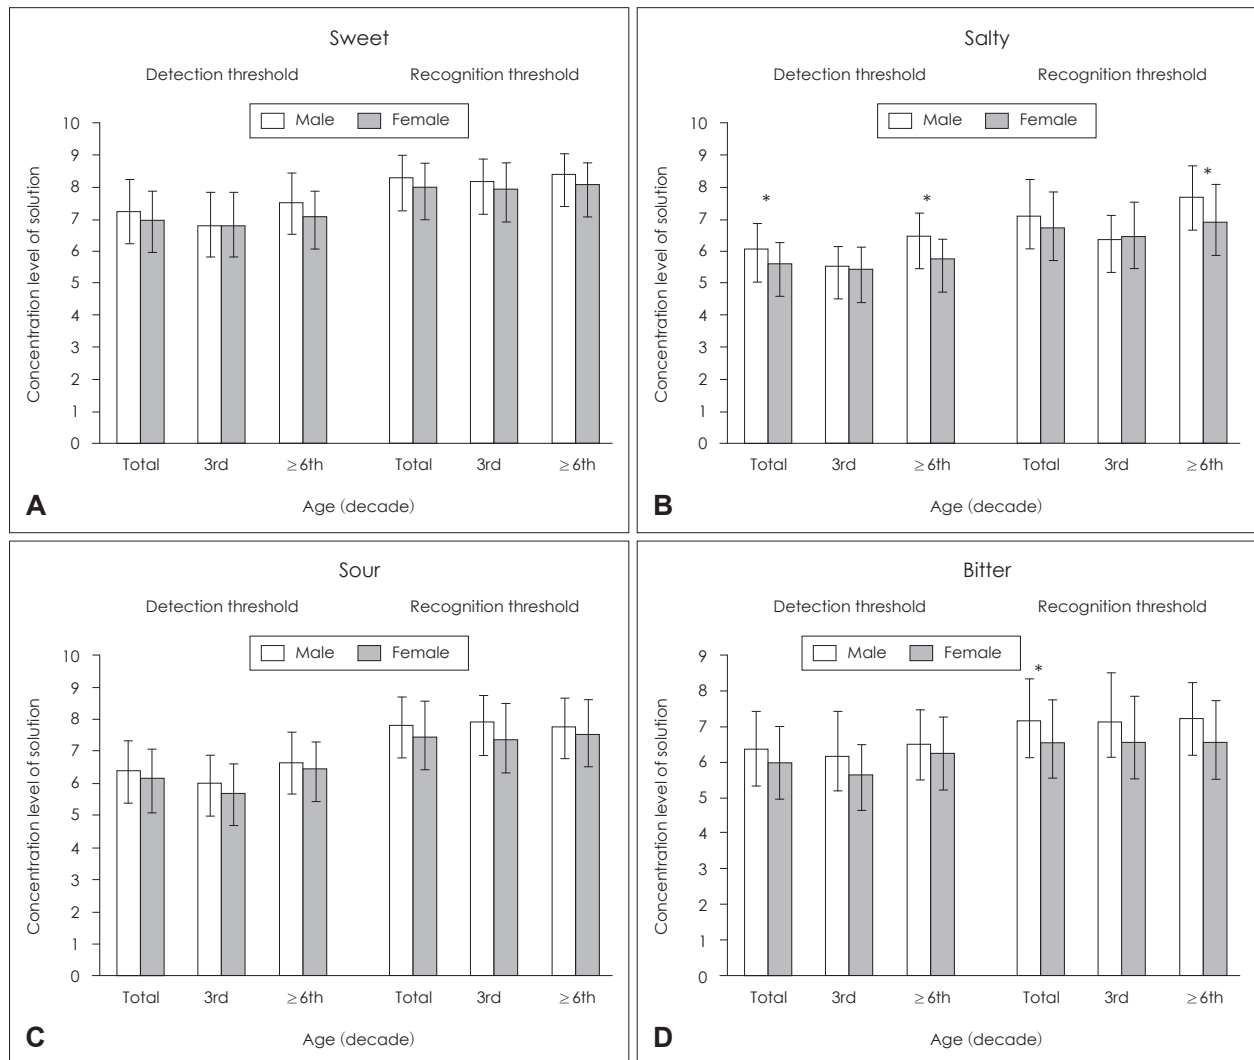 Sweet
Detection threshold Recognition threshold
Male Female
Concentration level of solution
10
9
8
7
6
5
4
3
2
1
0
Total 3rd ≥6th Total 3rd ≥6th
Age (decade)
A
Salty
Detection threshold Recognition threshold
Male Female
Concentration level of solution
10
9
8
7
6
5
4
3
2
1
0
* * *
Total 3rd ≥6th Total 3rd ≥6th
Age (decade)
B
Sour
Detection threshold Recognition threshold
Male Female
Concentration level of solution
10
9
8
7
6
5
4
3
2
1
0
Total 3rd ≥6th Total 3rd ≥6th
Age (decade)
C
Bitter
Detection threshold Recognition threshold
Male Female
Concentration level of solution
9
8
7
6
5
4
3
2
1
0
*
Total 3rd ≥6th Total 3rd ≥6th
Age (decade)
D